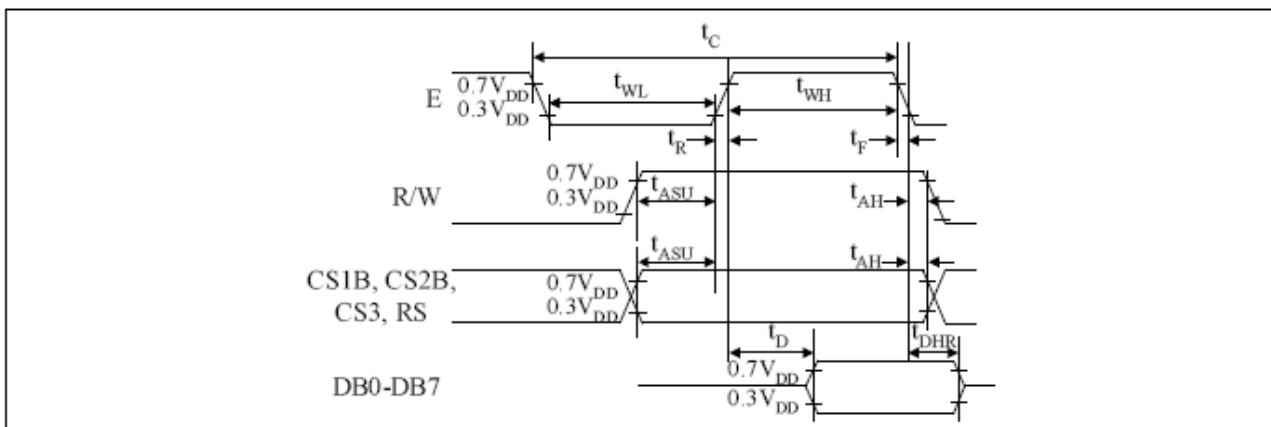 t_C
E 0.7V_DD t_WL t_WH
0.3V_DD
t_R t_F
R/W 0.7V_DD t_ASU t_AH
0.3V_DD
t_ASU t_AH
CS1B, CS2B, 0.7V_DD
CS3, RS 0.3V_DD
t_D t_DHR
DB0-DB7 0.7V_DD
0.3V_DD